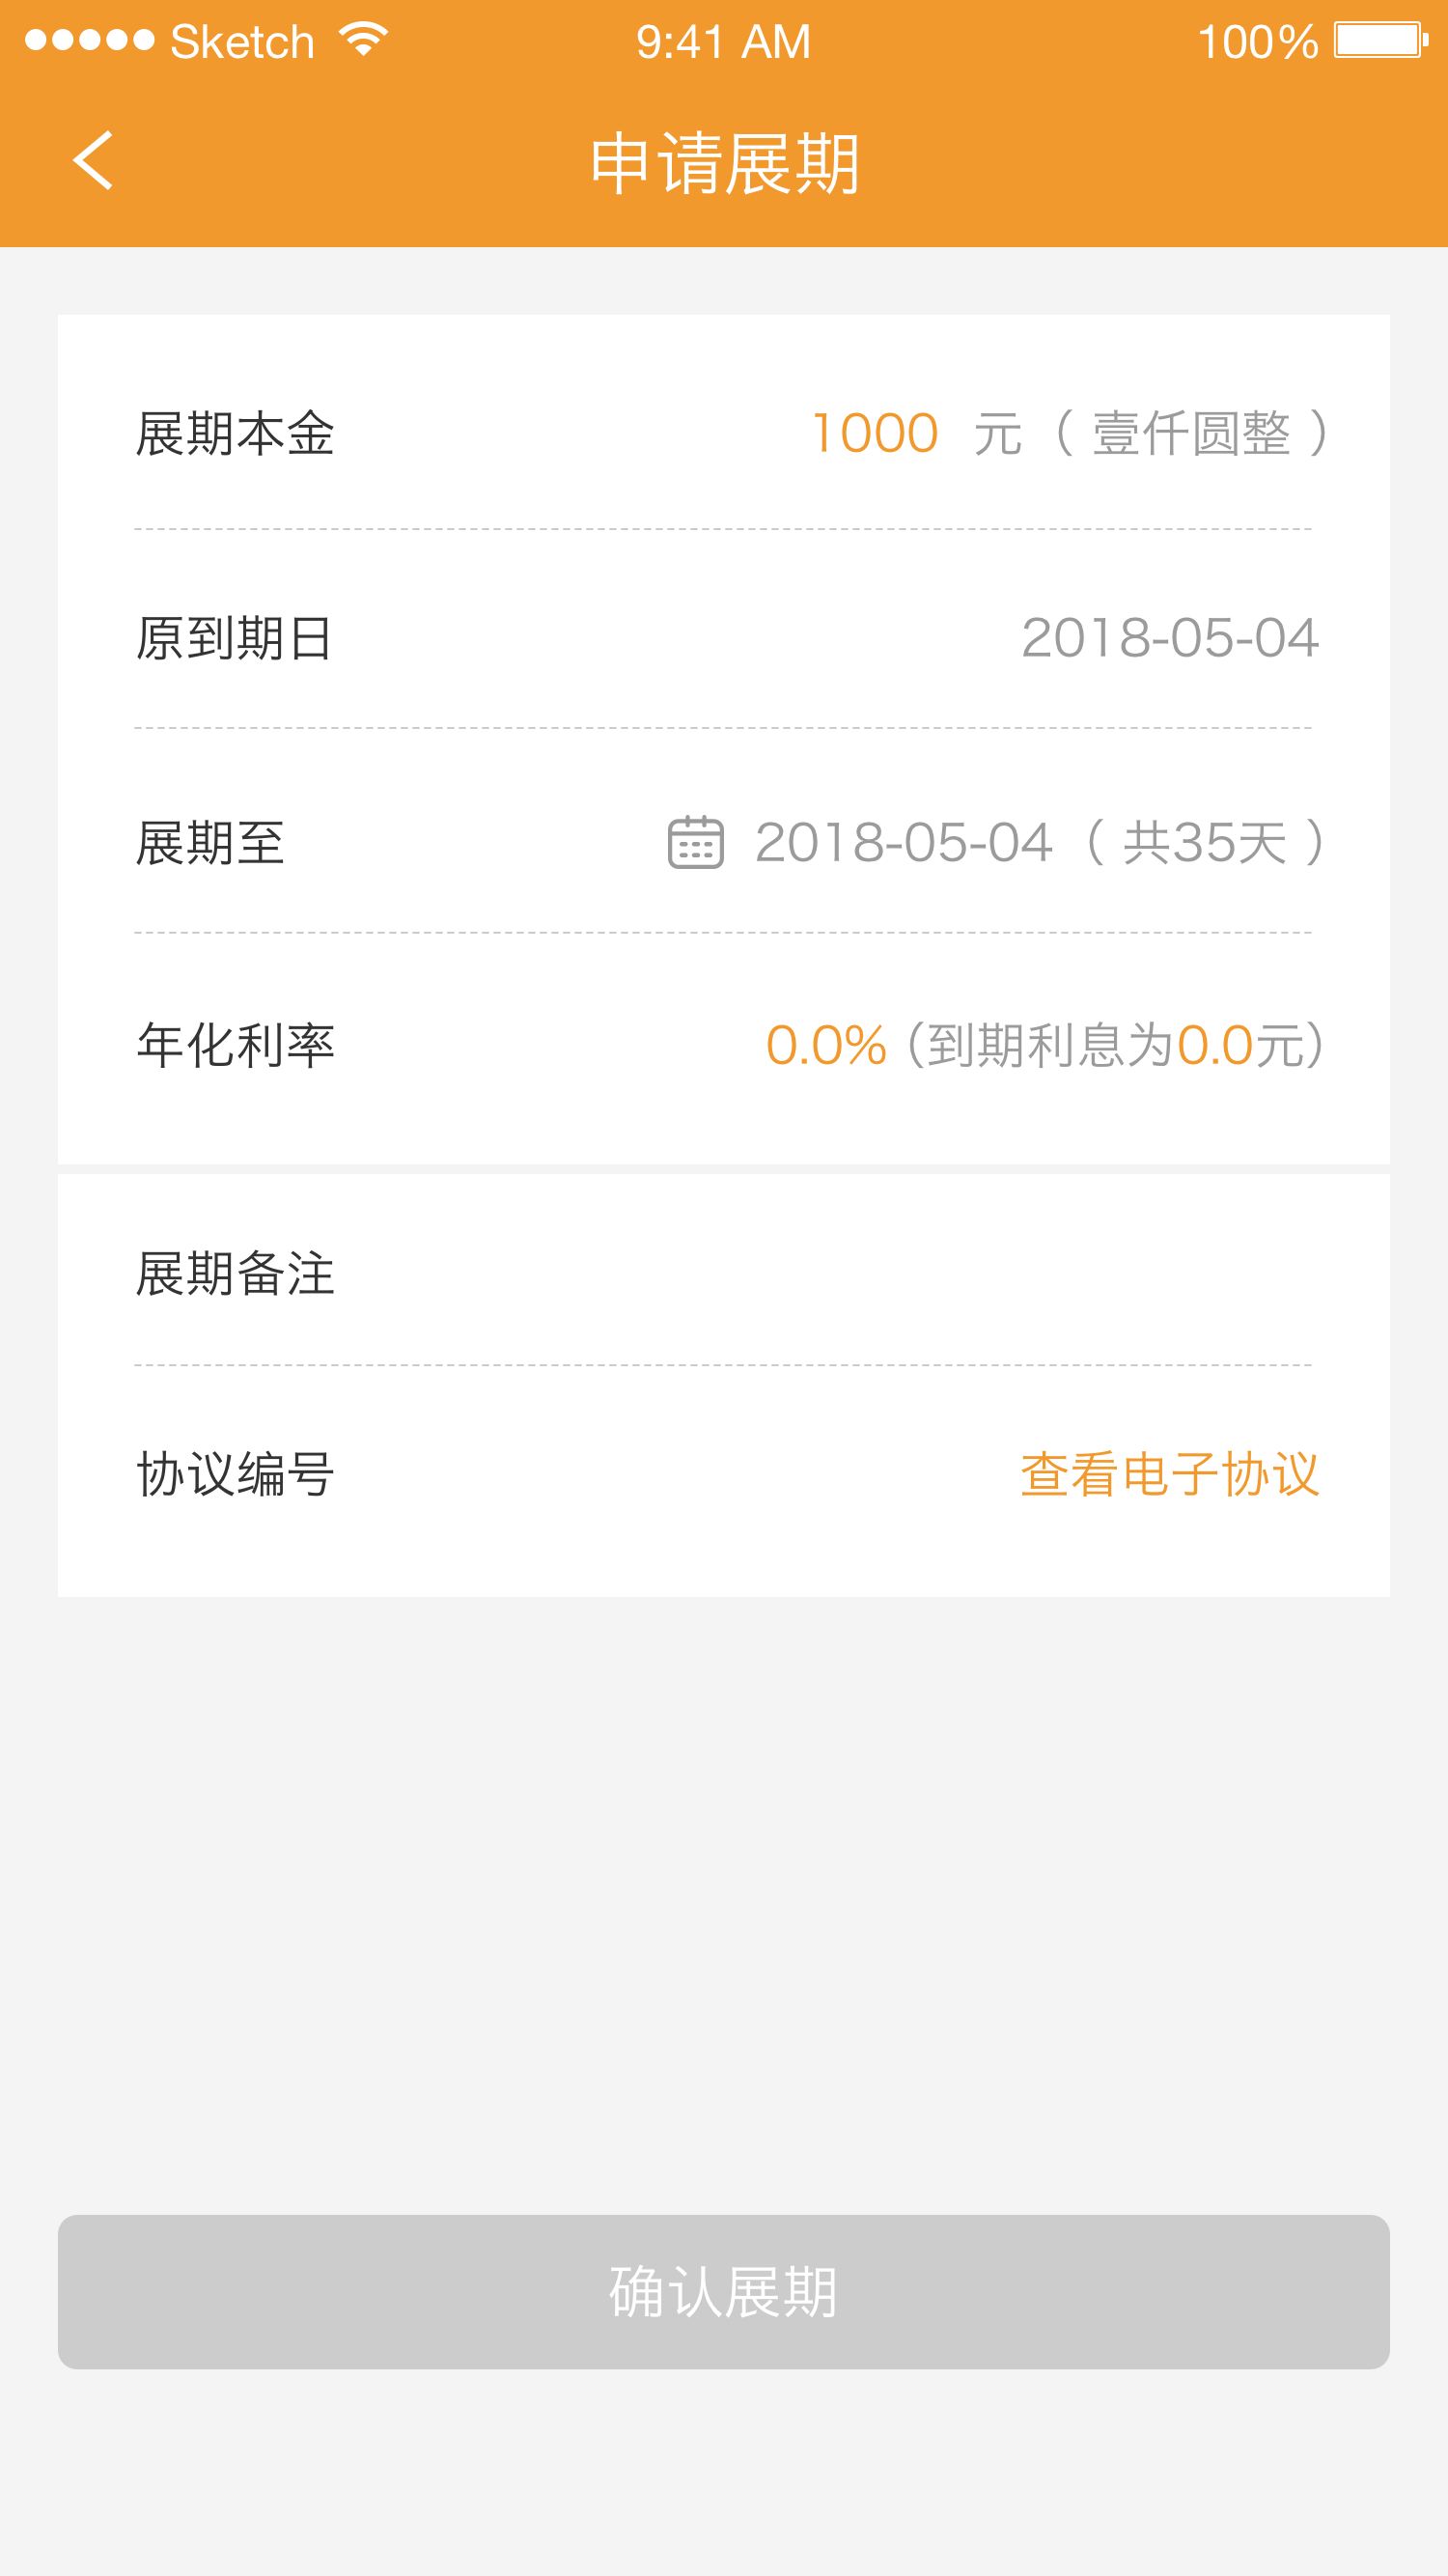 Sketch 9:41 AM 100%
申请展期
展期本金 1000 元（壹仟圆整）
原到期日 2018-05-04
展期至 2018-05-04（共35天）
年化利率 0.0%（到期利息为0.0元）
展期备注
协议编号 查看电子协议
确认展期